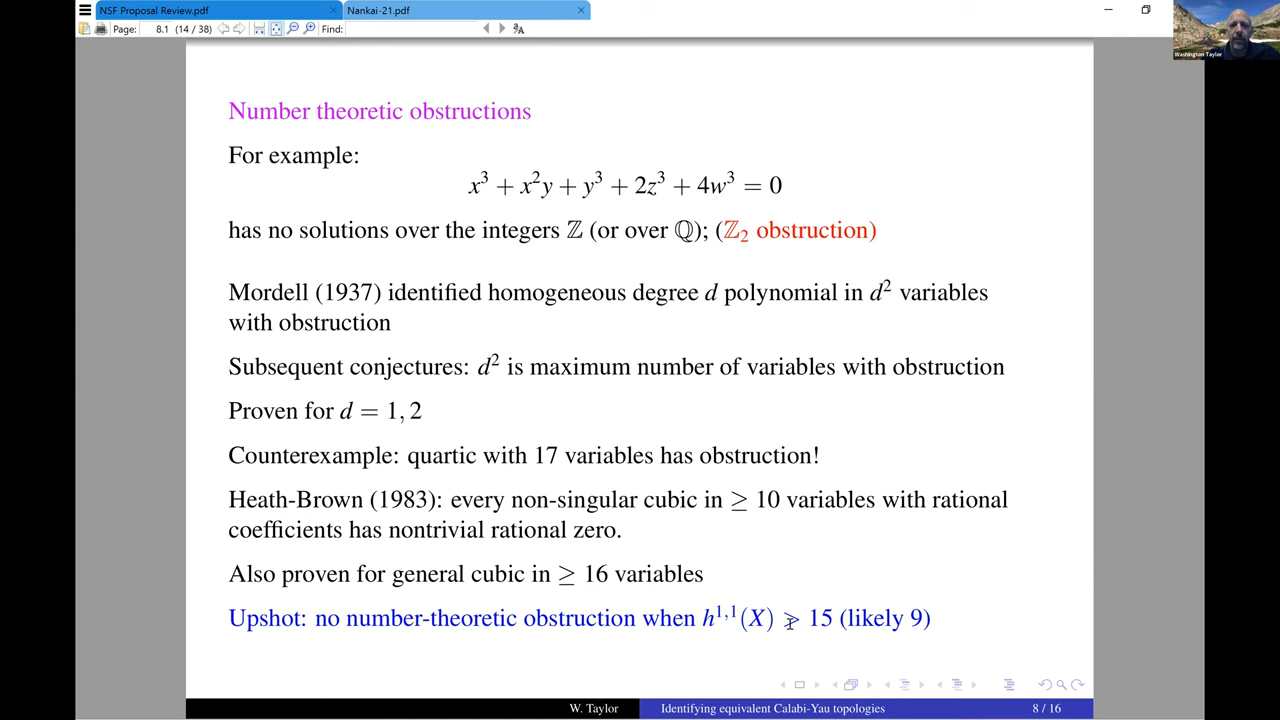 NSF Proposal Review.pdf
Nankai-21.pdf
Page: 8.1 (14 / 38) Find:
Washington Taylor
Number theoretic obstructions
For example:
x³ + x²y + y³ + 2z³ + 4w³ = 0
has no solutions over the integers ℤ (or over ℚ); (ℤ₂ obstruction)
Mordell (1937) identified homogeneous degree d polynomial in d² variables
with obstruction
Subsequent conjectures: d² is maximum number of variables with obstruction
Proven for d = 1, 2
Counterexample: quartic with 17 variables has obstruction!
Heath-Brown (1983): every non-singular cubic in ≥ 10 variables with rational
coefficients has nontrivial rational zero.
Also proven for general cubic in ≥ 16 variables
Upshot: no number-theoretic obstruction when h¹,¹(X) > 15 (likely 9)
W. Taylor
Identifying equivalent Calabi-Yau topologies
8 / 16